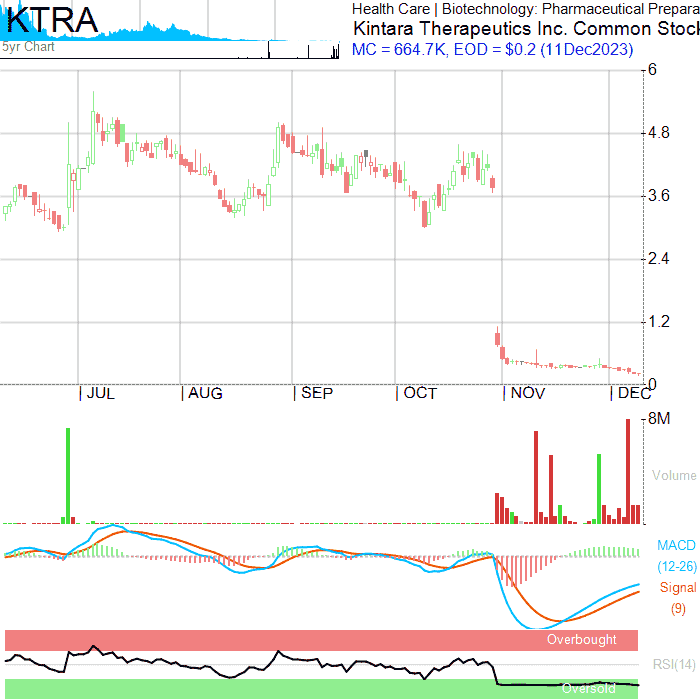 KTRA
5yr Chart
Health Care | Biotechnology: Pharmaceutical Prepara
Kintara Therapeutics Inc. Common Stock
MC = 664.7K, EOD = $0.2 (11Dec2023)
6
4.8
3.6
2.4
1.2
0
JUL
AUG
SEP
OCT
NOV
DEC
8M
Volume
MACD
(12-26)
Signal
(9)
Overbought
RSI(14)
Oversold